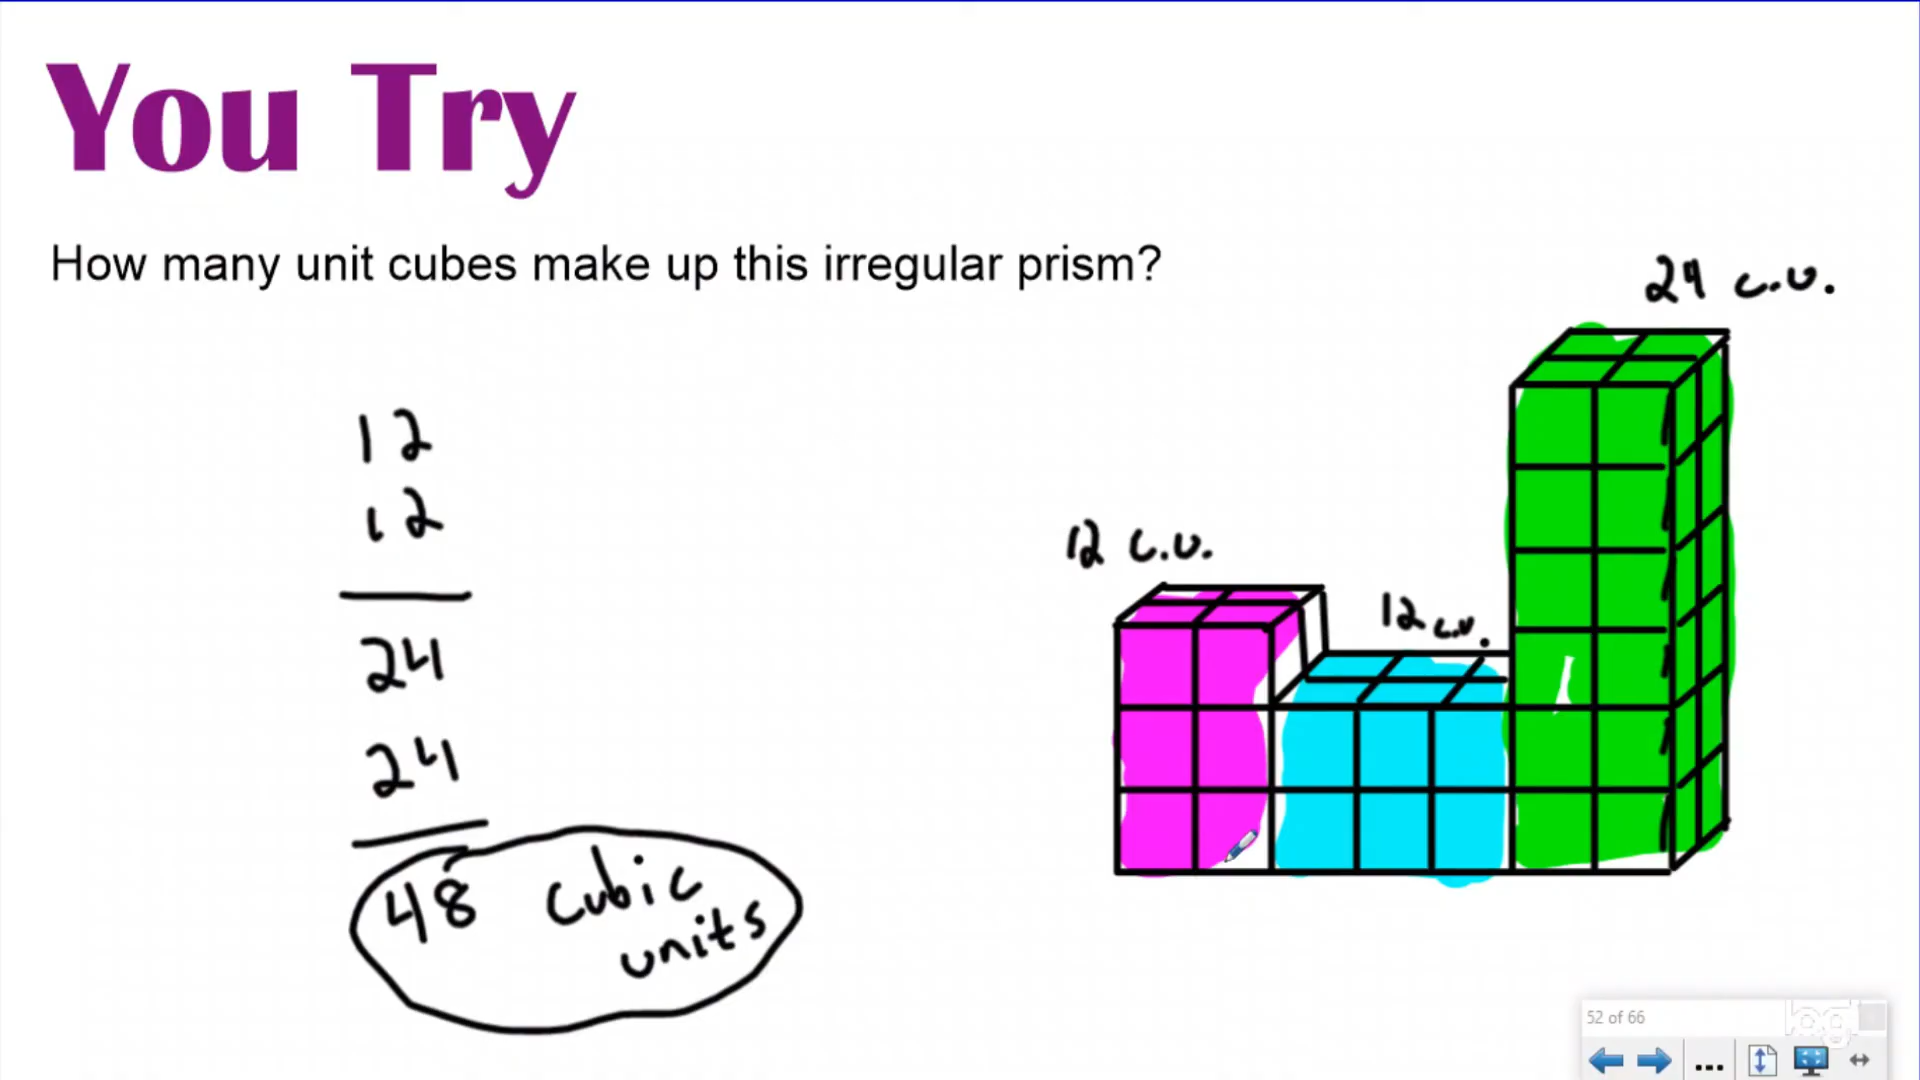 You Try
How many unit cubes make up this irregular prism?
24 c.u.
12 c.u.
12 c.u.
12
12
24
24
48 cubic
units
52 of 66